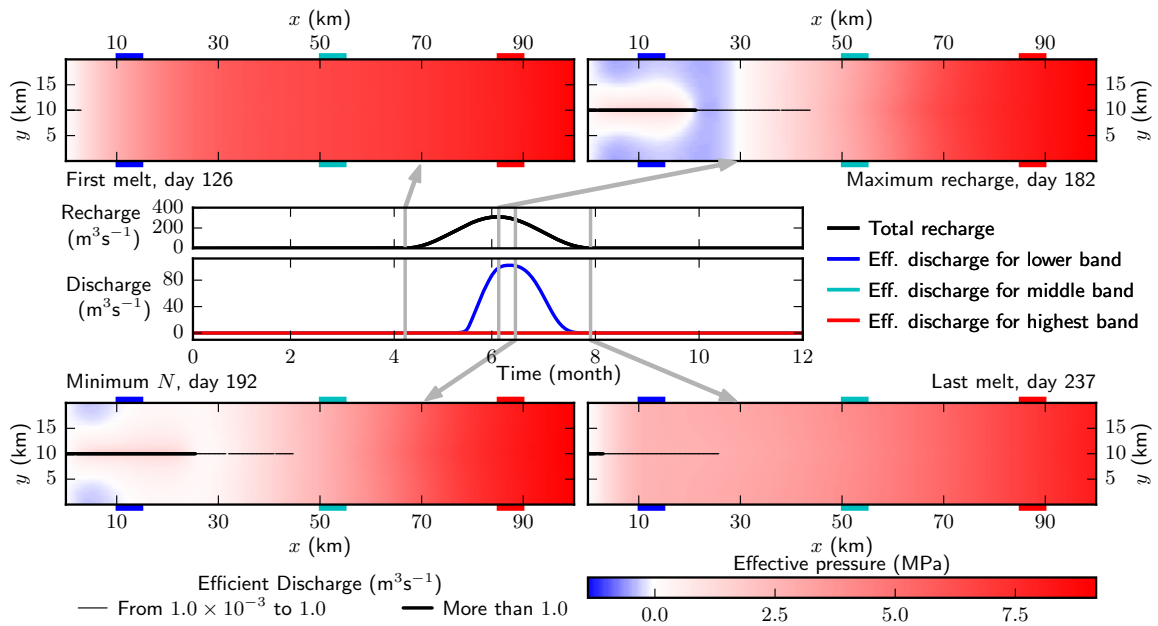 x (km) x (km)
10 30 50 70 90 10 30 50 70 90
y (km) 15 10 5 15 10 5 y (km)
First melt, day 126 Maximum recharge, day 182
Recharge (m³s⁻¹) 400 200 0
Discharge (m³s⁻¹) 80 40 0
0 2 4 6 8 10 12
Time (month)
Total recharge
Eff. discharge for lower band
Eff. discharge for middle band
Eff. discharge for highest band
Minimum N, day 192 Last melt, day 237
y (km) 15 10 5 15 10 5 y (km)
10 30 50 70 90 10 30 50 70 90
x (km) x (km)
Efficient Discharge (m³s⁻¹)
From 1.0 × 10⁻³ to 1.0 More than 1.0
Effective pressure (MPa)
0.0 2.5 5.0 7.5